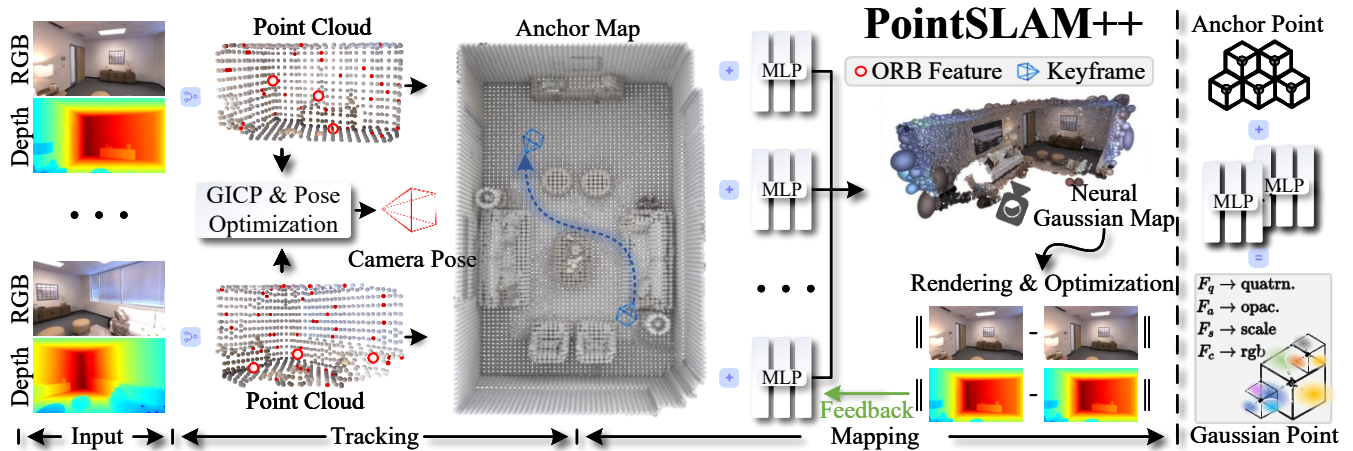 RGB
Depth
RGB
Depth
Point Cloud
GICP & Pose
Optimization
Camera Pose
Point Cloud
Anchor Map
+
MLP
+
MLP
+
MLP
PointSLAM++
ORB Feature
Keyframe
Neural
Gaussian Map
Rendering & Optimization
‖ - ‖
‖ - ‖
Feedback
Anchor Point
+
MLP
MLP
=
F_q → quatrn.
F_a → opac.
F_s → scale
F_c → rgb
Gaussian Point
Input
Tracking
Mapping